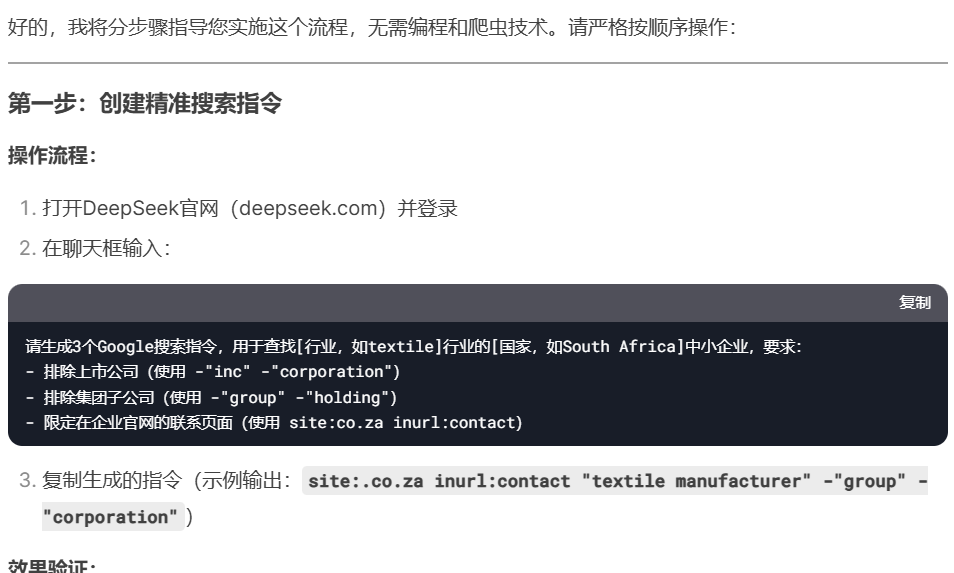 好的，我将分步骤指导您实施这个流程，无需编程和爬虫技术。请严格按顺序操作：
第一步：创建精准搜索指令
操作流程：
1. 打开DeepSeek官网（deepseek.com）并登录
2. 在聊天框输入：
复制
请生成3个Google搜索指令，用于查找[行业，如textile]行业的[国家，如South Africa]中小企业，要求：
- 排除上市公司（使用 -"inc" -"corporation"）
- 排除集团子公司（使用 -"group" -"holding"）
- 限定在企业官网的联系页面（使用 site:co.za inurl:contact）
3. 复制生成的指令（示例输出：site:.co.za inurl:contact "textile manufacturer" -"group" -
"corporation"）
效果验证：